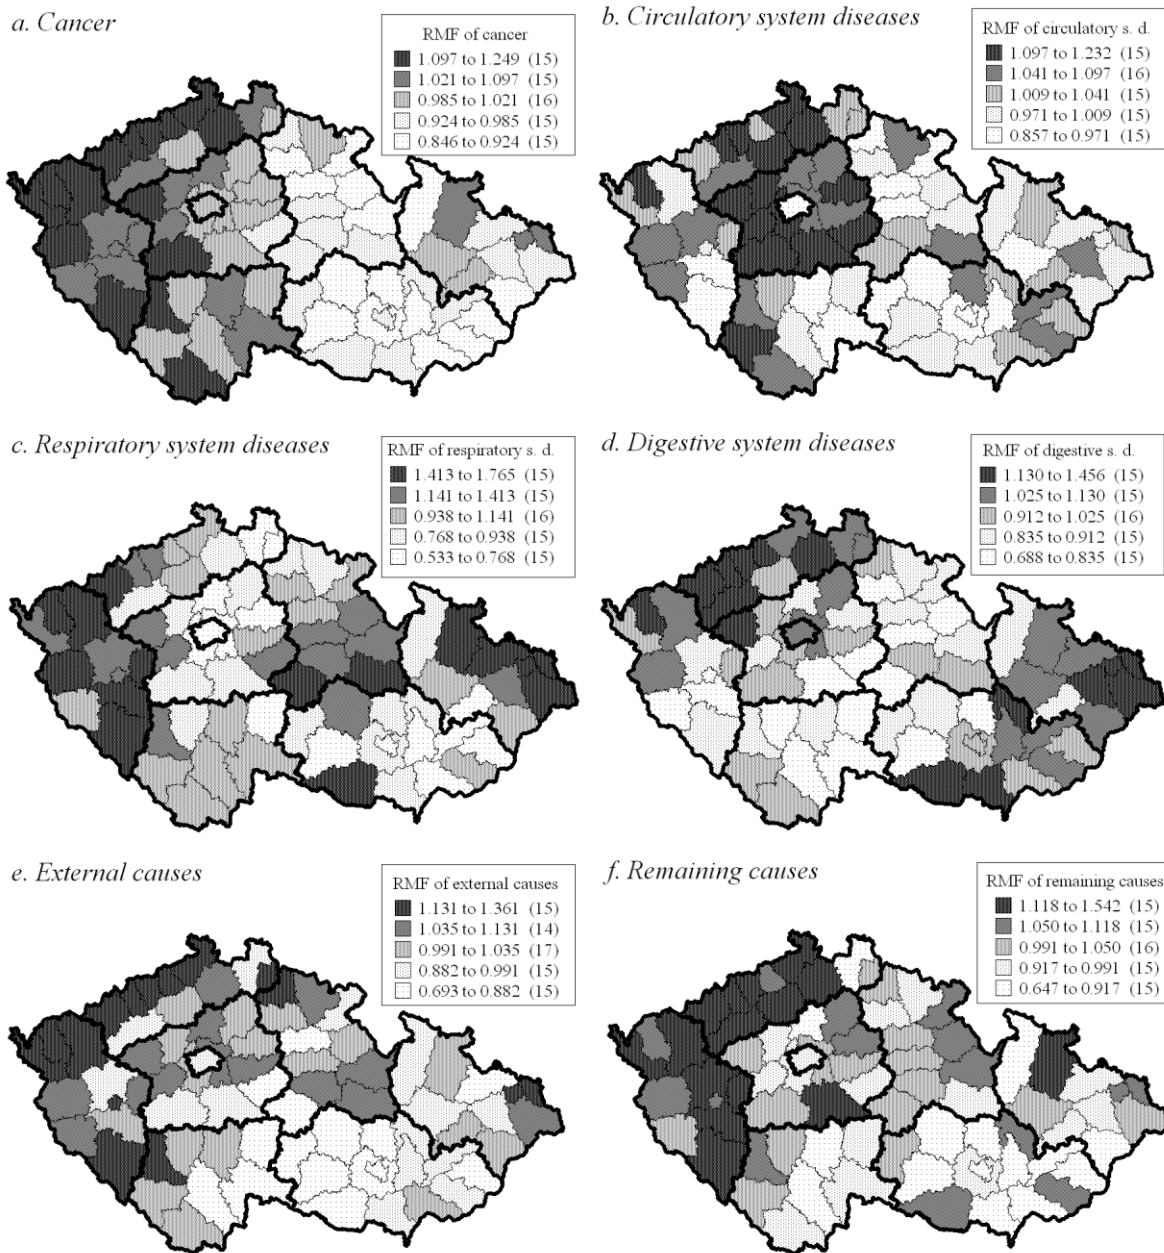 a. Cancer
RMF of cancer
1.097 to 1.249 (15)
1.021 to 1.097 (15)
0.985 to 1.021 (16)
0.924 to 0.985 (15)
0.846 to 0.924 (15)
b. Circulatory system diseases
RMF of circulatory s. d.
1.097 to 1.232 (15)
1.041 to 1.097 (16)
1.009 to 1.041 (15)
0.971 to 1.009 (15)
0.857 to 0.971 (15)
c. Respiratory system diseases
RMF of respiratory s. d.
1.413 to 1.765 (15)
1.141 to 1.413 (15)
0.938 to 1.141 (16)
0.768 to 0.938 (15)
0.533 to 0.768 (15)
d. Digestive system diseases
RMF of digestive s. d.
1.130 to 1.456 (15)
1.025 to 1.130 (15)
0.912 to 1.025 (16)
0.835 to 0.912 (15)
0.688 to 0.835 (15)
e. External causes
RMF of external causes
1.131 to 1.361 (15)
1.035 to 1.131 (14)
0.991 to 1.035 (17)
0.882 to 0.991 (15)
0.693 to 0.882 (15)
f. Remaining causes
RMF of remaining causes
1.118 to 1.542 (15)
1.050 to 1.118 (15)
0.991 to 1.050 (16)
0.917 to 0.991 (15)
0.647 to 0.917 (15)